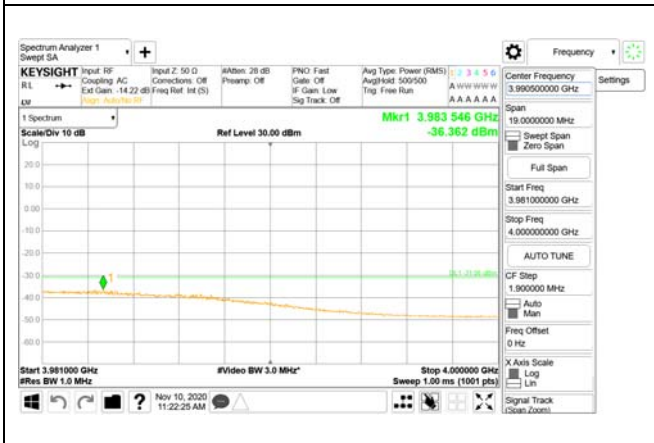 Spectrum Analyzer 1
Swept SA
+
Frequency
KEYSIGHT
RL
Input: RF
Coupling: AC
Ext Gain: -14.22 dB
Align: Auto/No RF
Input Z: 50 Ω
Corrections: Off
Freq Ref: Int (S)
#Atten: 28 dB
Preamp: Off
PNO: Fast
Gate: Off
IF Gain: Low
Sig Track: Off
Avg Type: Power (RMS)
Avg|Hold: 500/500
Trig: Free Run
1 2 3 4 5 6
A W W W W W
A A A A A A
1 Spectrum
Scale/Div 10 dB
Log
Ref Level 30.00 dBm
Mkr1 3.983 546 GHz
-36.362 dBm
20.0
10.0
0.00
-10.0
-20.0
-30.0
-40.0
-50.0
-60.0
1
Start 3.981000 GHz
#Res BW 1.0 MHz
#Video BW 3.0 MHz*
Stop 4.000000 GHz
Sweep 1.00 ms (1001 pts)
?
Nov 10, 2020
11:22:25 AM
Center Frequency
3.990500000 GHz
Settings
Span
19.0000000 MHz
Swept Span
Zero Span
Full Span
Start Freq
3.981000000 GHz
Stop Freq
4.000000000 GHz
AUTO TUNE
CF Step
1.900000 MHz
Auto
Man
Freq Offset
0 Hz
X Axis Scale
Log
Lin
Signal Track
(Span Zoom)